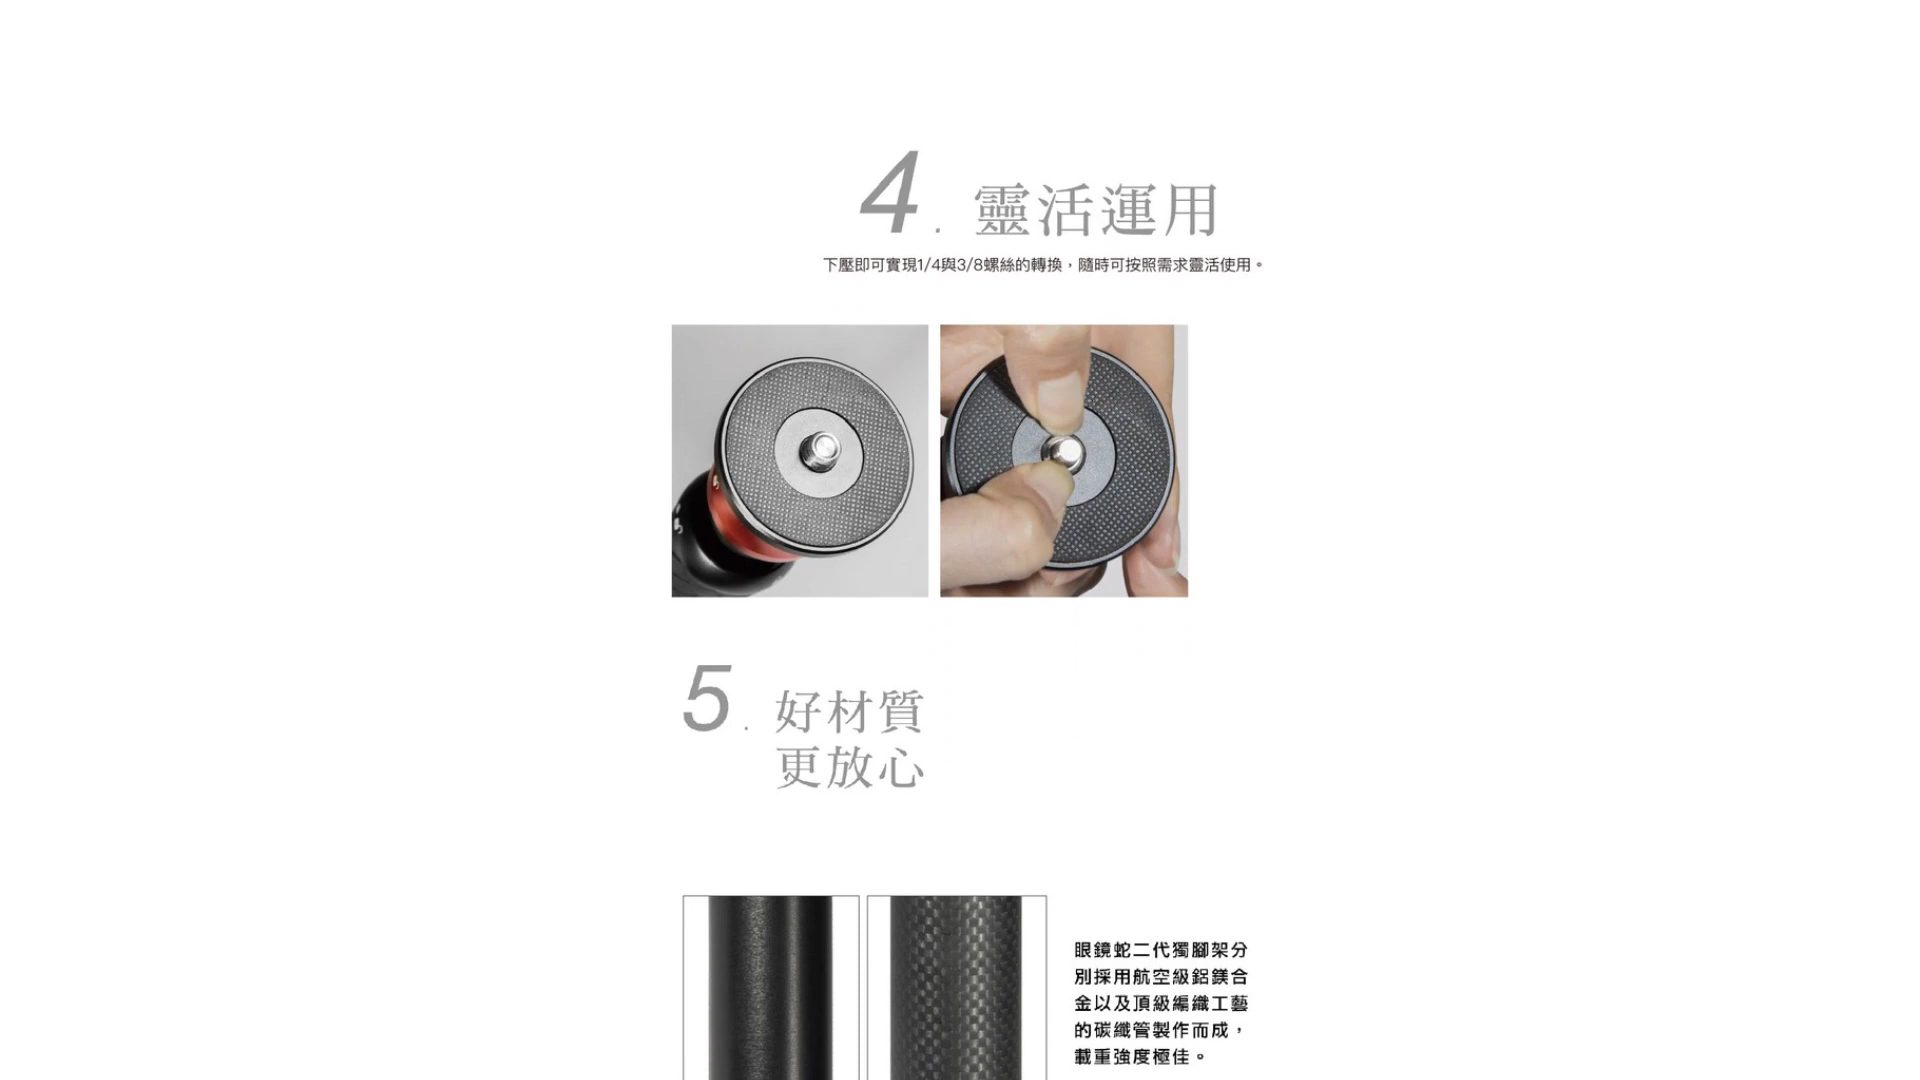 4. 靈活運用
下壓即可實現1/4與3/8螺絲的轉換，隨時可按照需求靈活使用。
5. 好材質
更放心
眼鏡蛇二代獨腳架分
別採用航空級鋁鎂合
金以及頂級編織工藝
的碳纖管製作而成，
載重強度極佳。